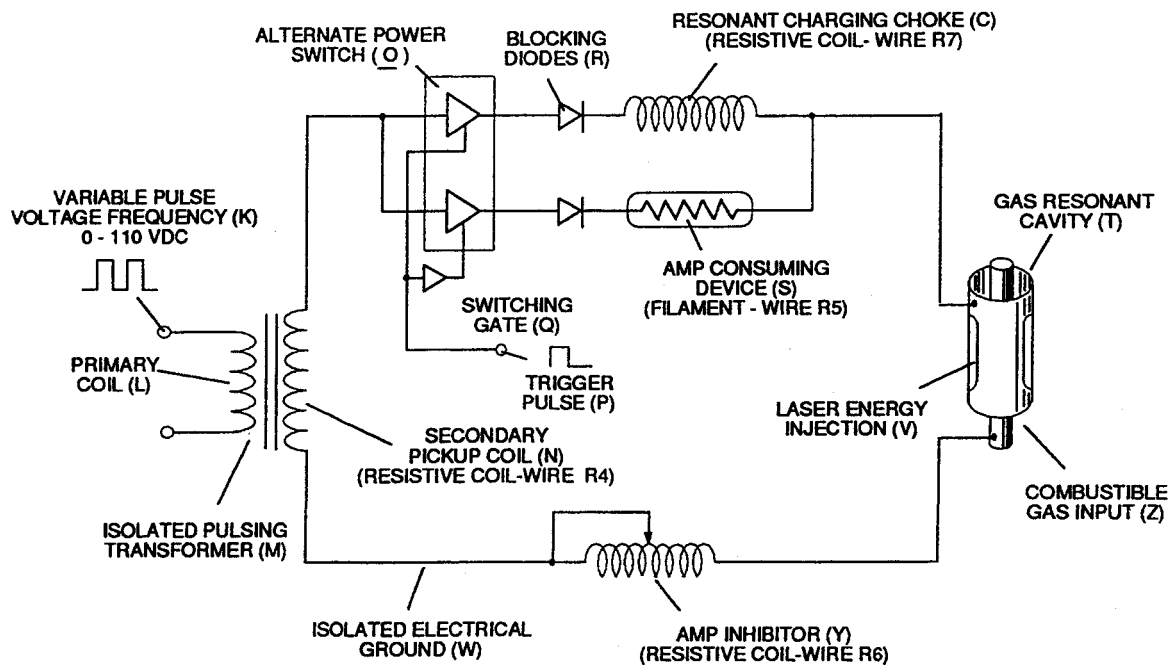 RESONANT CHARGING CHOKE (C)
(RESISTIVE COIL- WIRE R7)
ALTERNATE POWER
SWITCH (O)
BLOCKING
DIODES (R)
VARIABLE PULSE
VOLTAGE FREQUENCY (K)
0 - 110 VDC
GAS RESONANT
CAVITY (T)
AMP CONSUMING
DEVICE (S)
(FILAMENT - WIRE R5)
SWITCHING
GATE (Q)
PRIMARY
COIL (L)
TRIGGER
PULSE (P)
LASER ENERGY
INJECTION (V)
SECONDARY
PICKUP COIL (N)
(RESISTIVE COIL-WIRE R4)
COMBUSTIBLE
GAS INPUT (Z)
ISOLATED PULSING
TRANSFORMER (M)
ISOLATED ELECTRICAL
GROUND (W)
AMP INHIBITOR (Y)
(RESISTIVE COIL-WIRE R6)